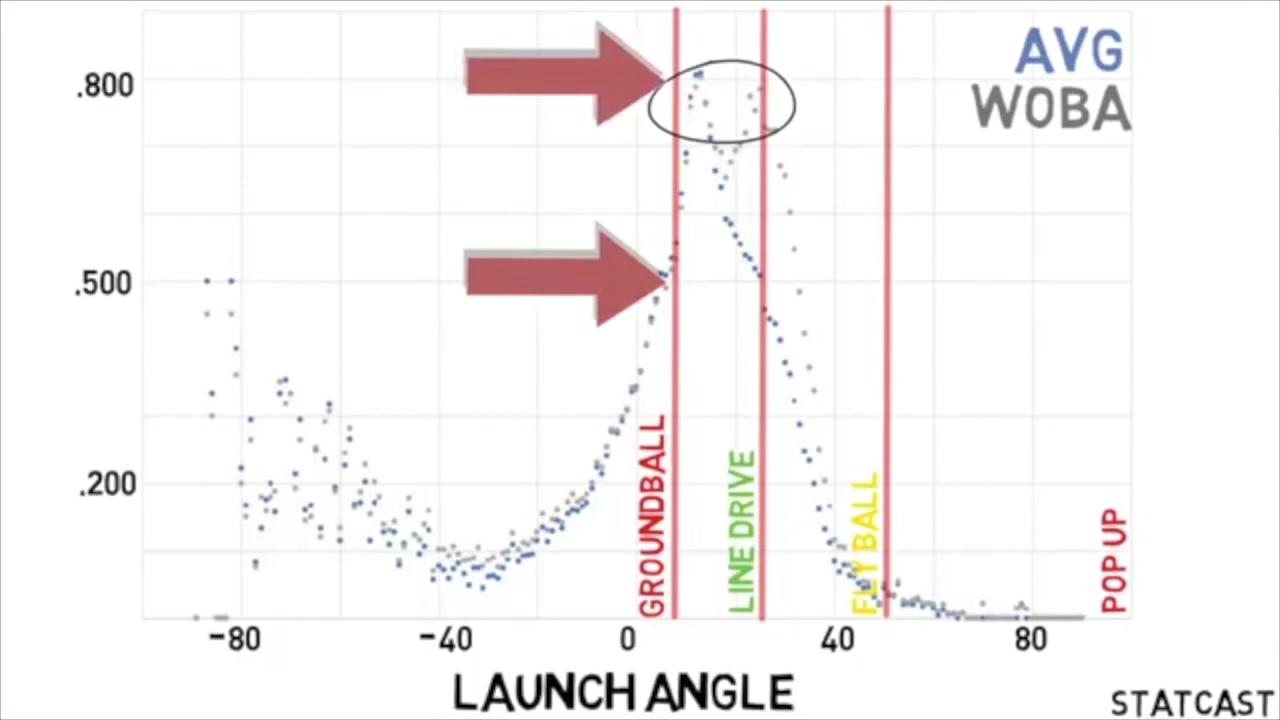 AVG
WOBA
.800
.500
.200
GROUNDBALL
LINE DRIVE
FLY BALL
POP UP
-80
-40
0
40
80
LAUNCH ANGLE
STATCAST